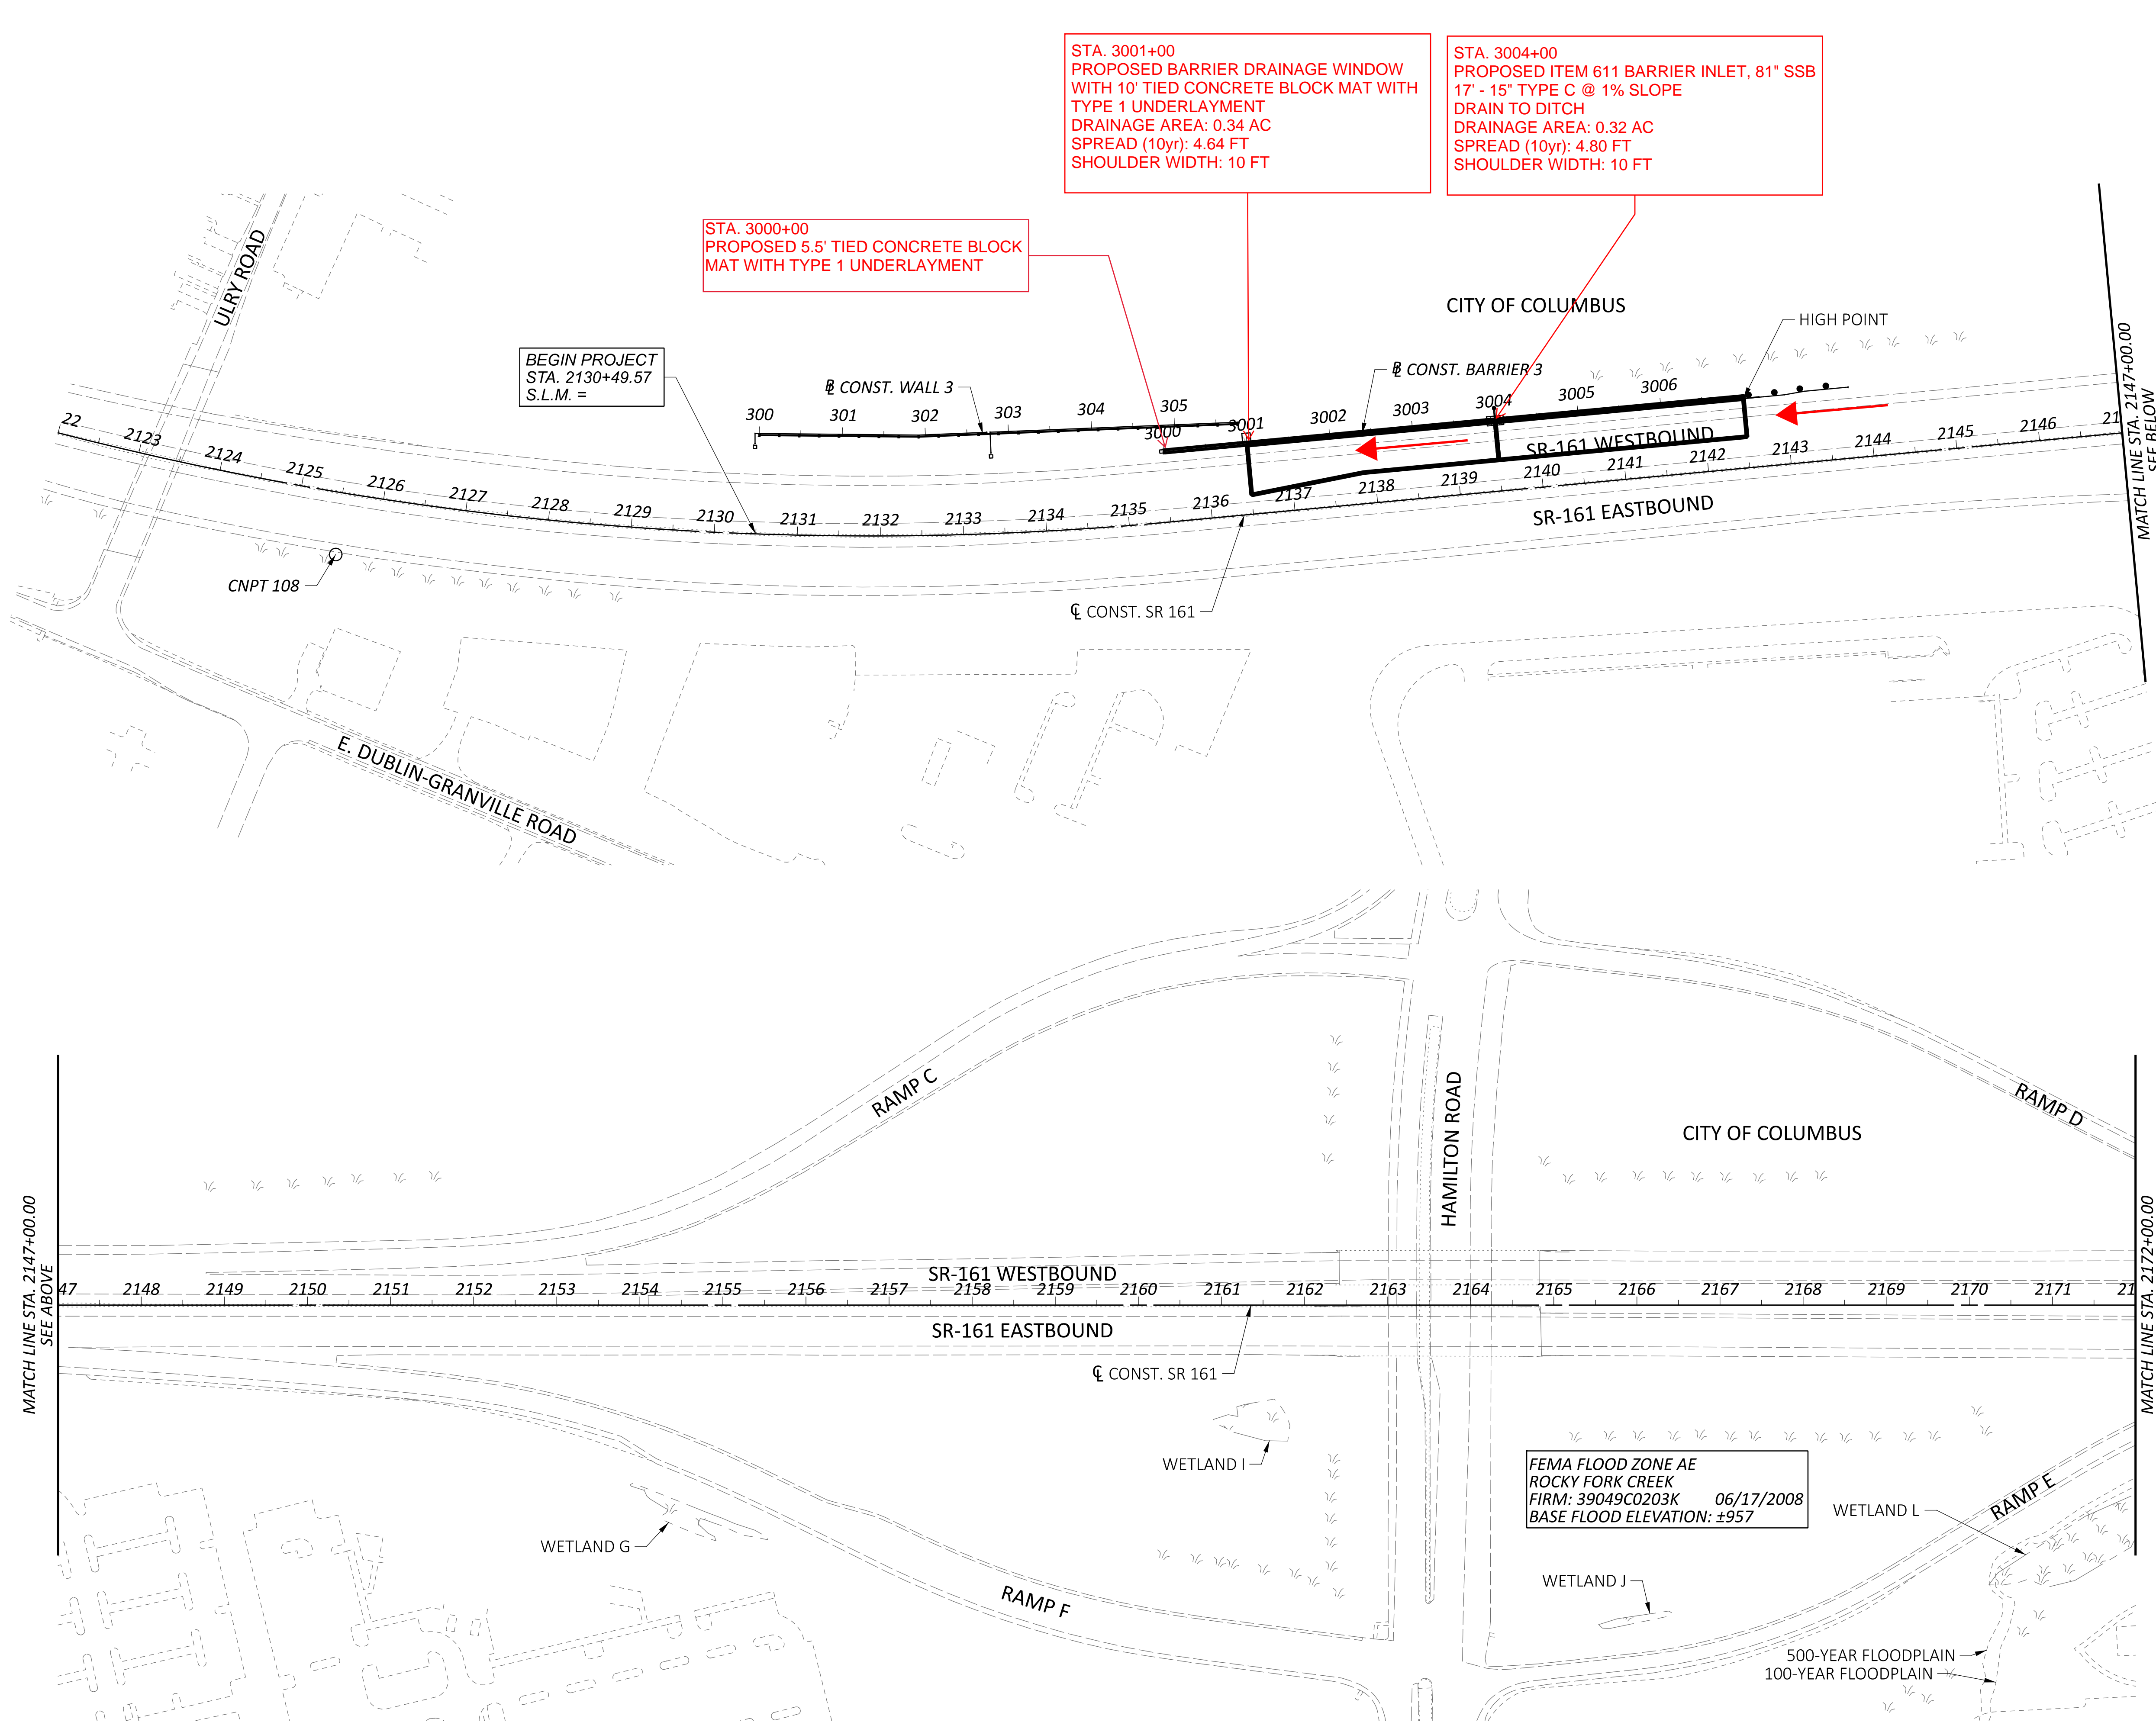 STA. 3001+00
PROPOSED BARRIER DRAINAGE WINDOW
WITH 10' TIED CONCRETE BLOCK MAT WITH
TYPE 1 UNDERLAYMENT
DRAINAGE AREA: 0.34 AC
SPREAD (10yr): 4.64 FT
SHOULDER WIDTH: 10 FT
STA. 3004+00
PROPOSED ITEM 611 BARRIER INLET, 81" SSB
17' - 15" TYPE C @ 1% SLOPE
DRAIN TO DITCH
DRAINAGE AREA: 0.32 AC
SPREAD (10yr): 4.80 FT
SHOULDER WIDTH: 10 FT
STA. 3000+00
PROPOSED 5.5' TIED CONCRETE BLOCK
MAT WITH TYPE 1 UNDERLAYMENT
ULRY ROAD
CITY OF COLUMBUS
HIGH POINT
BEGIN PROJECT
STA. 2130+49.57
S.L.M. =
℄ CONST. WALL 3
℄ CONST. BARRIER 3
300 301 302 303 304 305
3000 3001 3002 3003 3004 3005 3006
SR-161 WESTBOUND
22 2123 2124 2125 2126 2127 2128 2129 2130 2131 2132 2133 2134 2135 2136 2137 2138 2139 2140 2141 2142 2143 2144 2145 2146 21
MATCH LINE STA. 2147+00.00
SEE BELOW
SR-161 EASTBOUND
CNPT 108
℄ CONST. SR 161
E. DUBLIN-GRANVILLE ROAD
RAMP C
HAMILTON ROAD
RAMP D
CITY OF COLUMBUS
MATCH LINE STA. 2147+00.00
SEE ABOVE
SR-161 WESTBOUND
47 2148 2149 2150 2151 2152 2153 2154 2155 2156 2157 2158 2159 2160 2161 2162 2163 2164 2165 2166 2167 2168 2169 2170 2171 21
MATCH LINE STA. 2172+00.00
SR-161 EASTBOUND
℄ CONST. SR 161
WETLAND I
FEMA FLOOD ZONE AE
ROCKY FORK CREEK
FIRM: 39049C0203K 06/17/2008
BASE FLOOD ELEVATION: ±957
WETLAND L
RAMP E
WETLAND G
WETLAND J
RAMP F
500-YEAR FLOODPLAIN
100-YEAR FLOODPLAIN